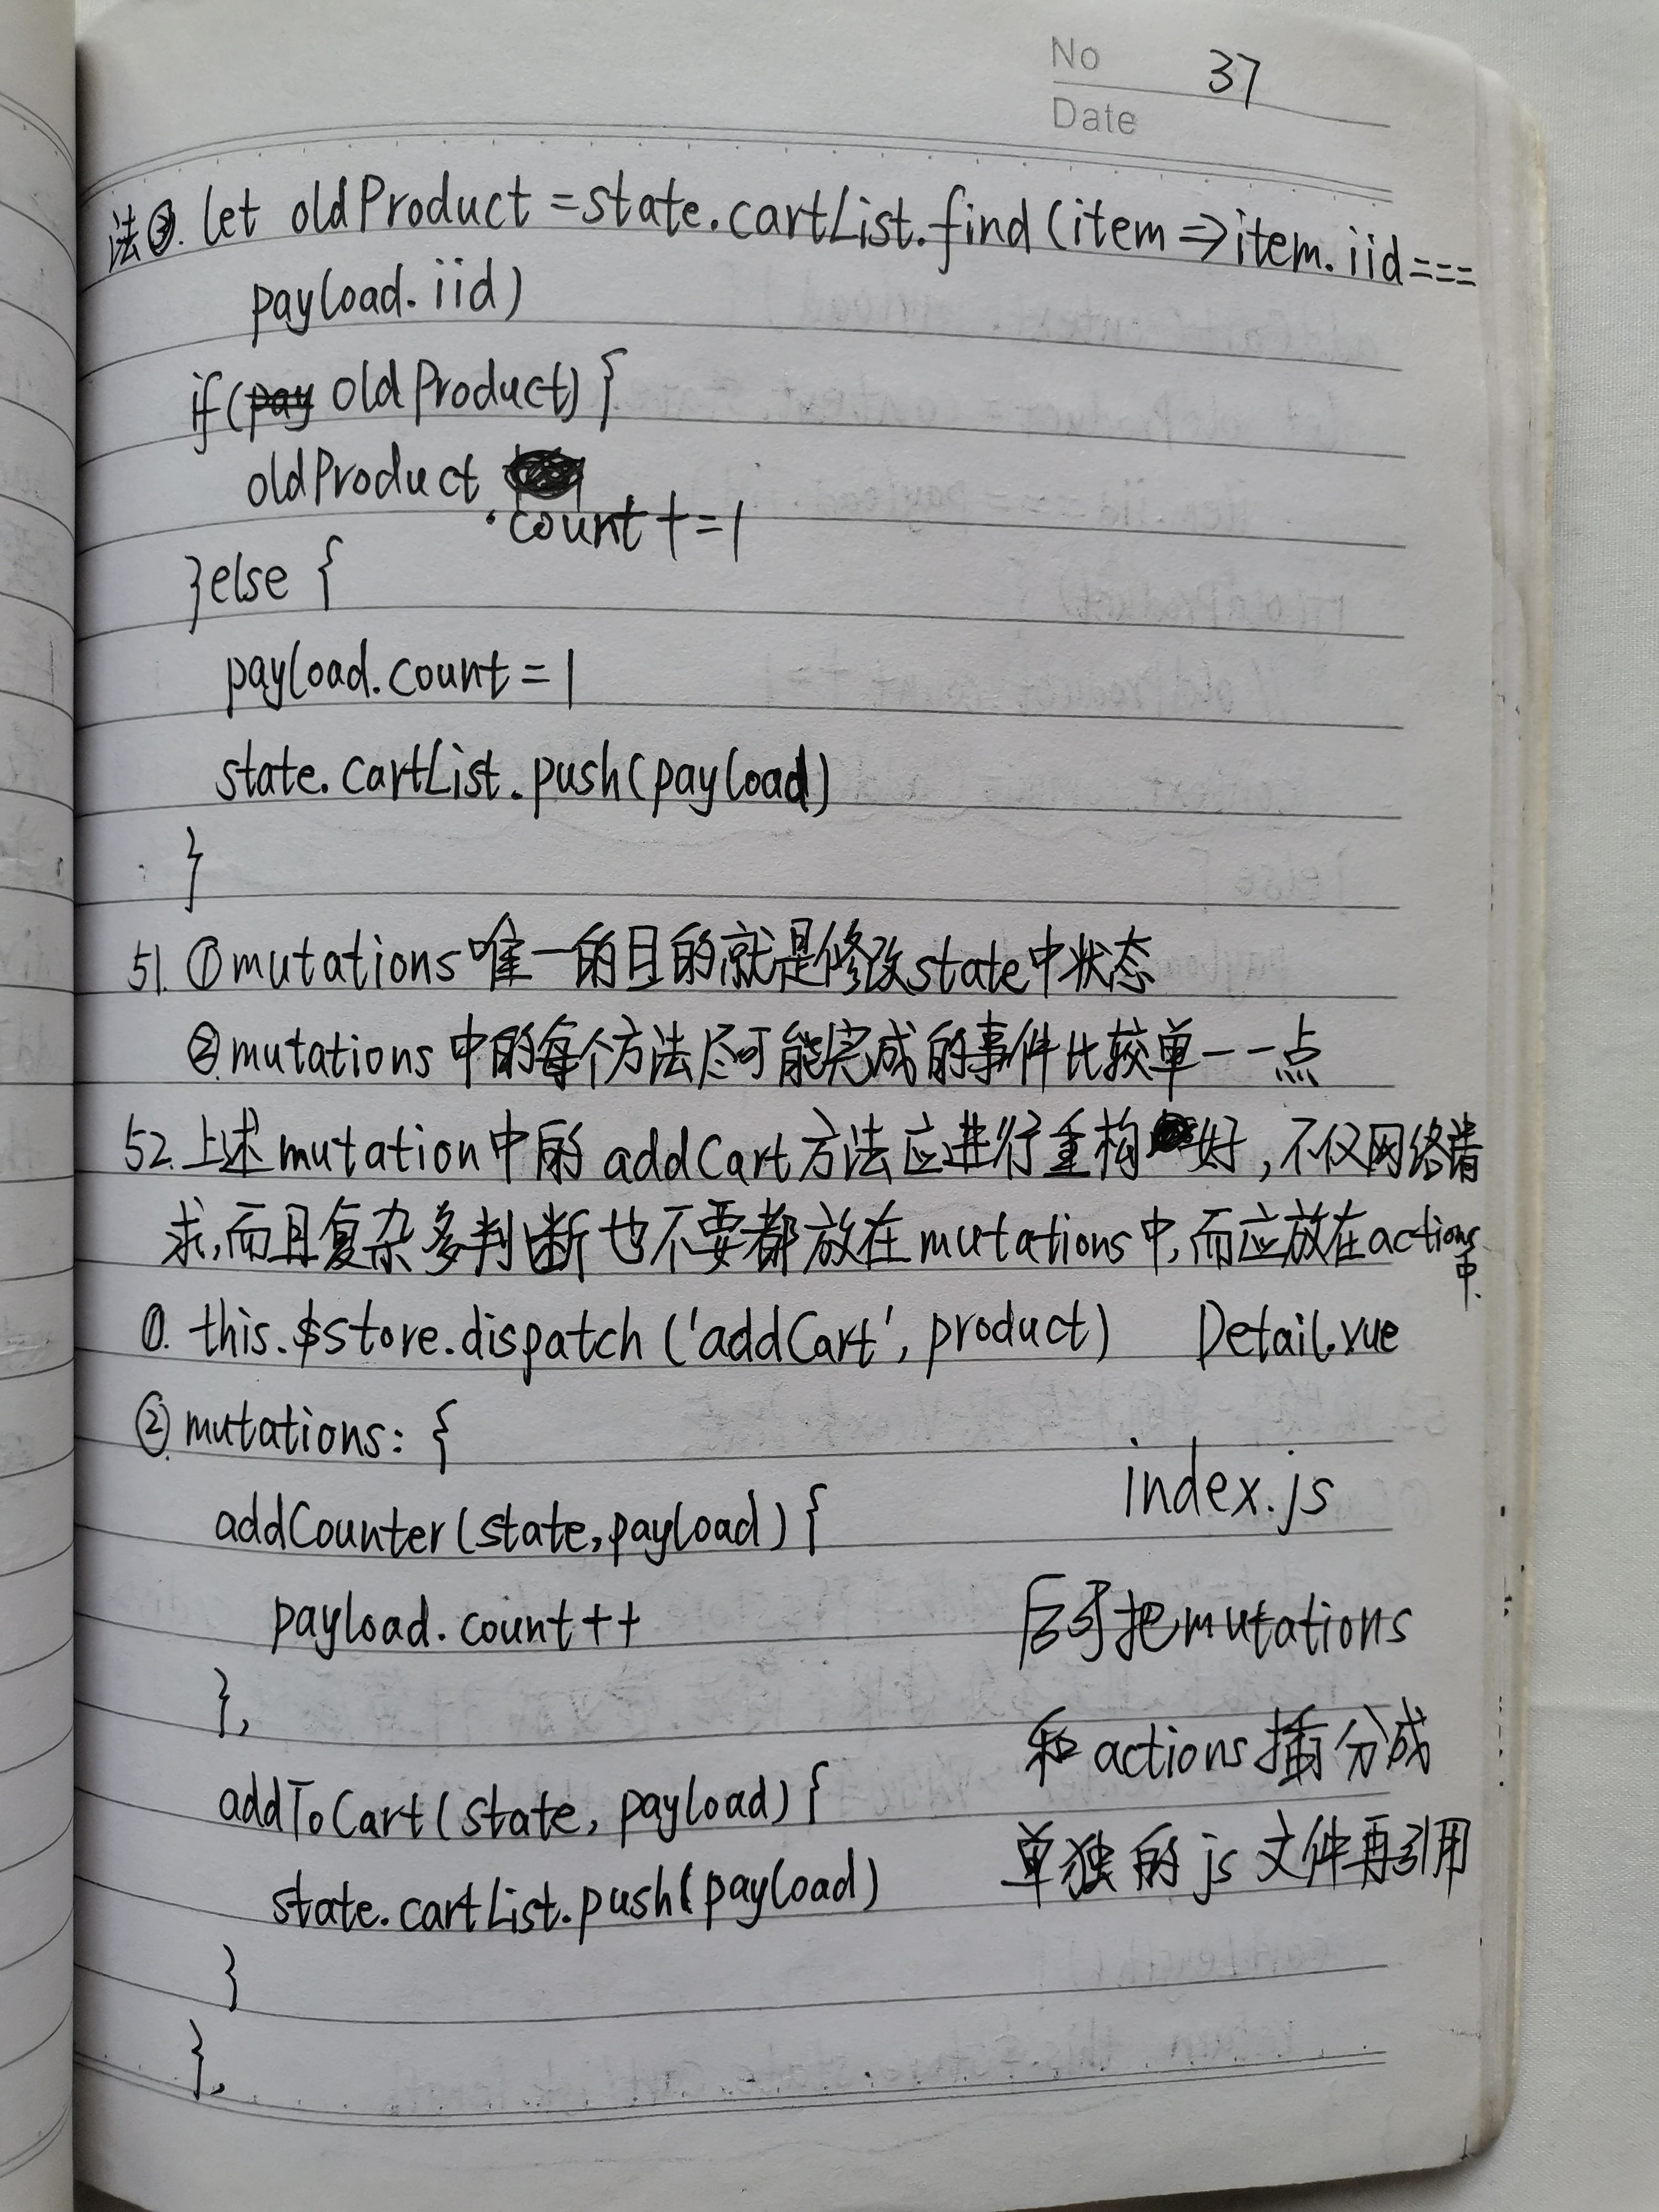 No 37
Date
法③. let oldProduct = state.cartList.find(item => item.iid ===
payload.iid)
if(pay oldProduct) {
oldProduct
.count += 1
}else {
payload.count = 1
state.cartList.push(payload)
}
51. ①mutations唯一的目的就是修改state中状态
②mutations中的每个方法尽可能完成的事件比较单一一点
52.上述mutation中的addCart方法应进行重构好,不仅网络请
求,而且复杂多判断也不要都放在mutations中,而应放在actions
中.
①. this.$store.dispatch('addCart', product) Detail.vue
② mutations: {
index.js
addCounter(state,payload) {
payload.count++
后可把mutations
},
和actions插分成
addToCart(state, payload) {
单独的js文件再引用
state.cartList.push(payload)
}
},